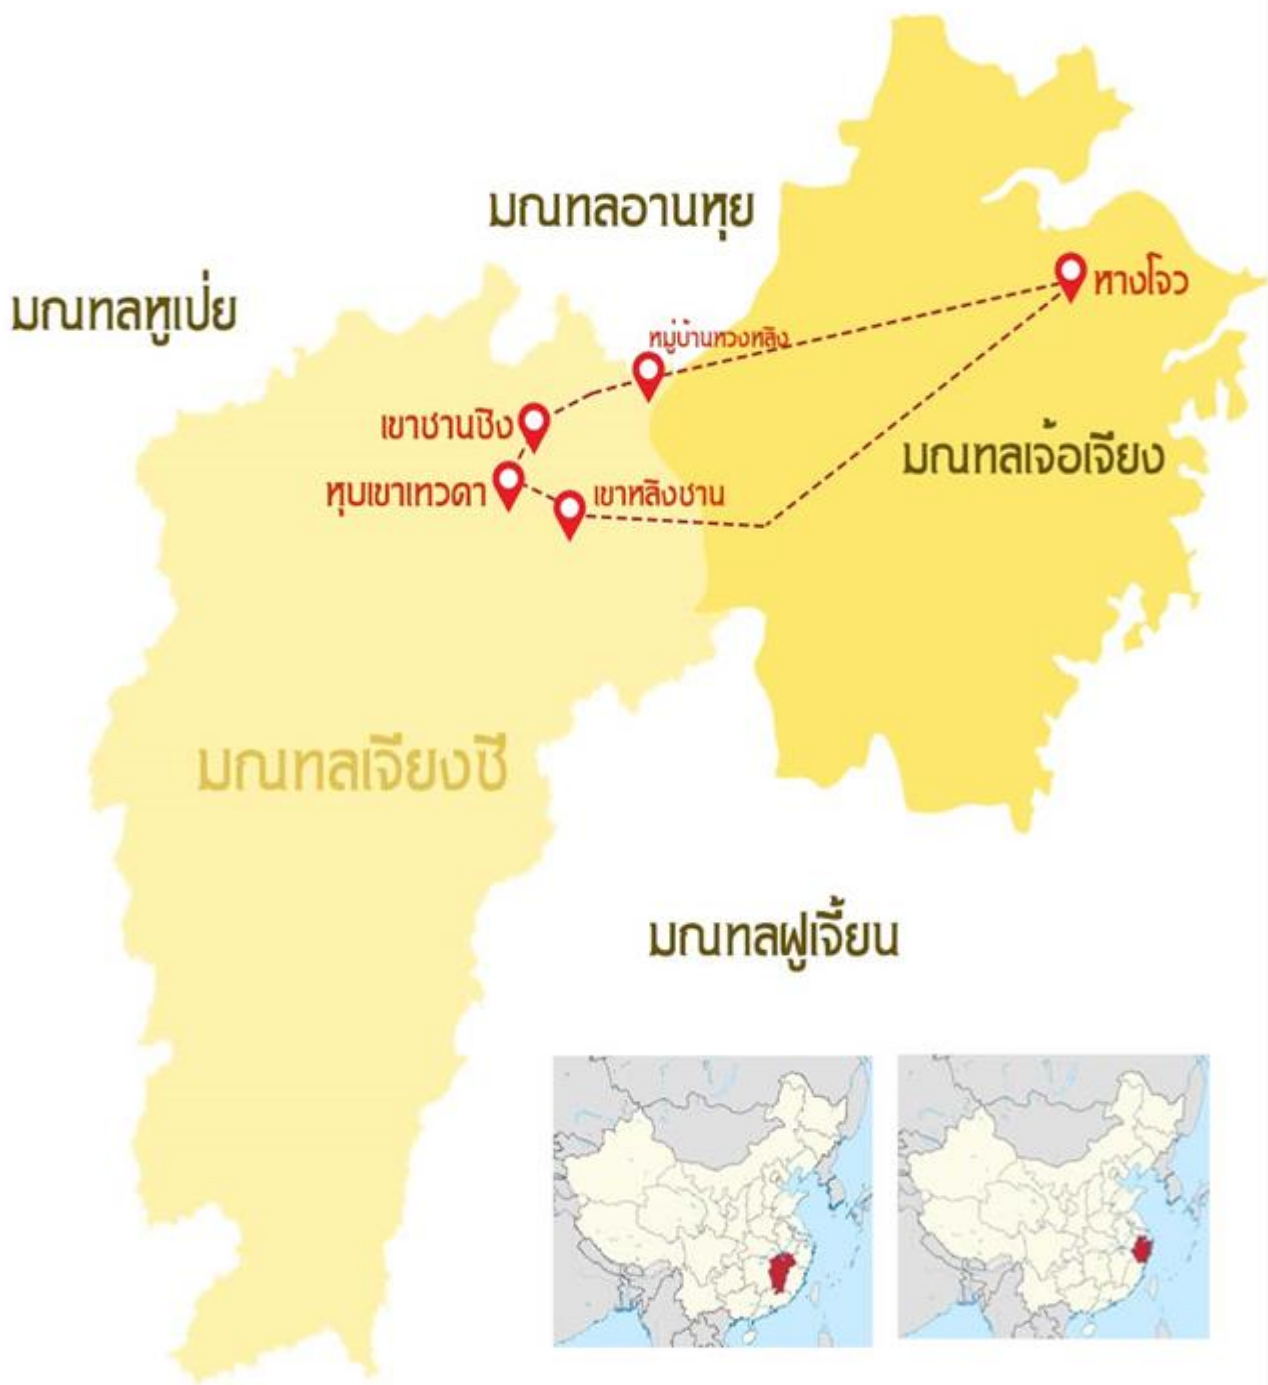 มณฑลอานหุย
มณฑลหูเป่ย
หางโจว
หมู่บ้านหวงหลิง
เขาซานชิง
มณฑลเจ้อเจียง
หุบเขาเทวดา
เขาหลิงซาน
มณฑลเจียงซี
มณฑลฝูเจี้ยน